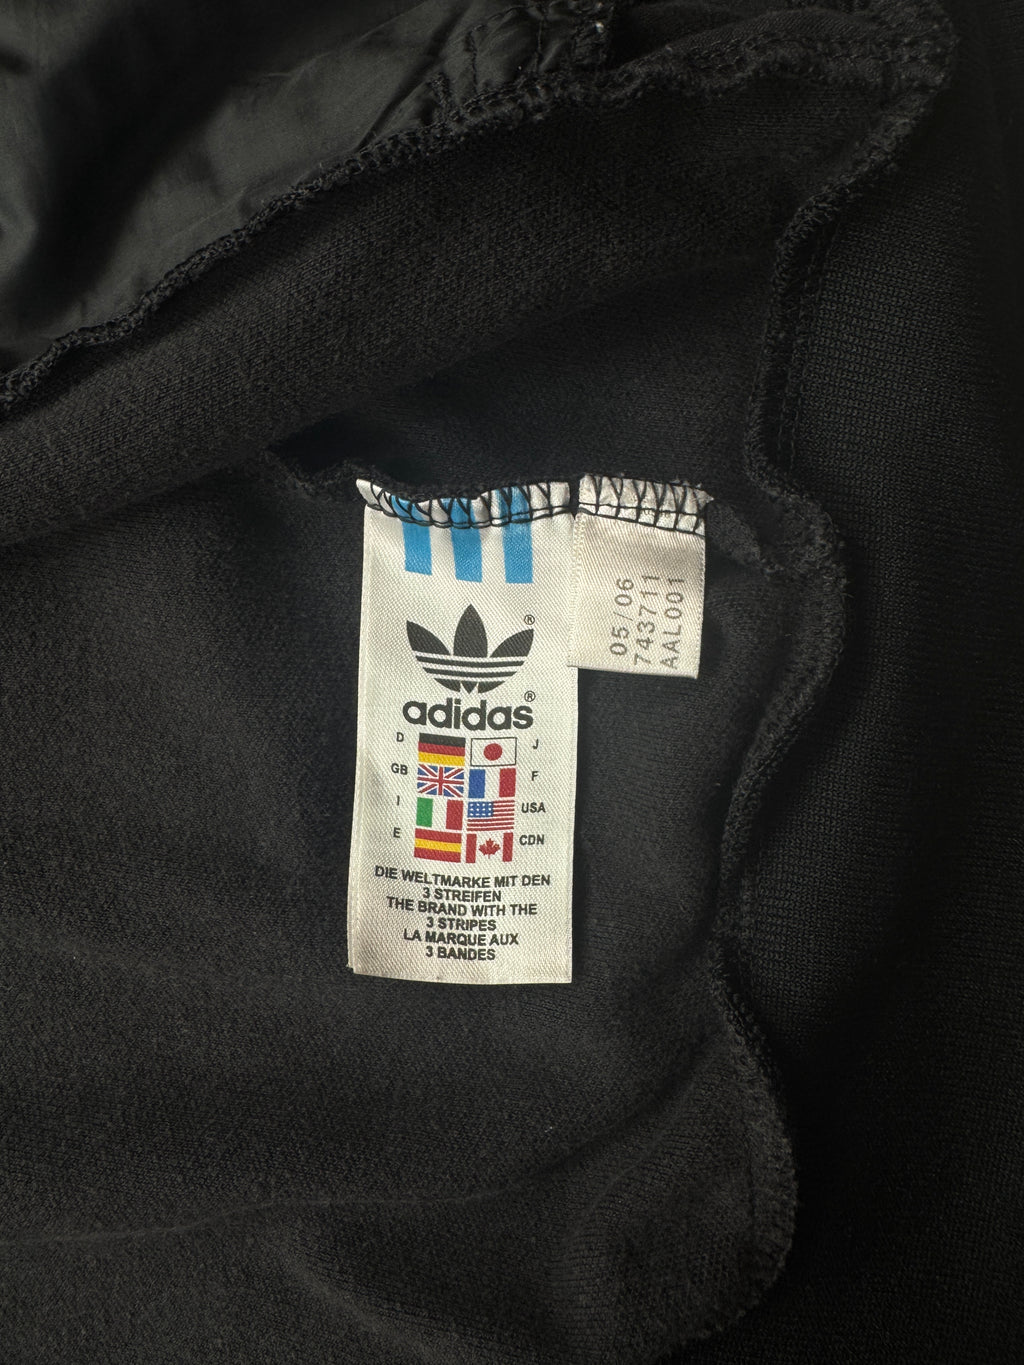 ®
adidas®
D J
GB F
I USA
E CDN
DIE WELTMARKE MIT DEN
3 STREIFEN
THE BRAND WITH THE
3 STRIPES
LA MARQUE AUX
3 BANDES
05/06
743711
AAL001